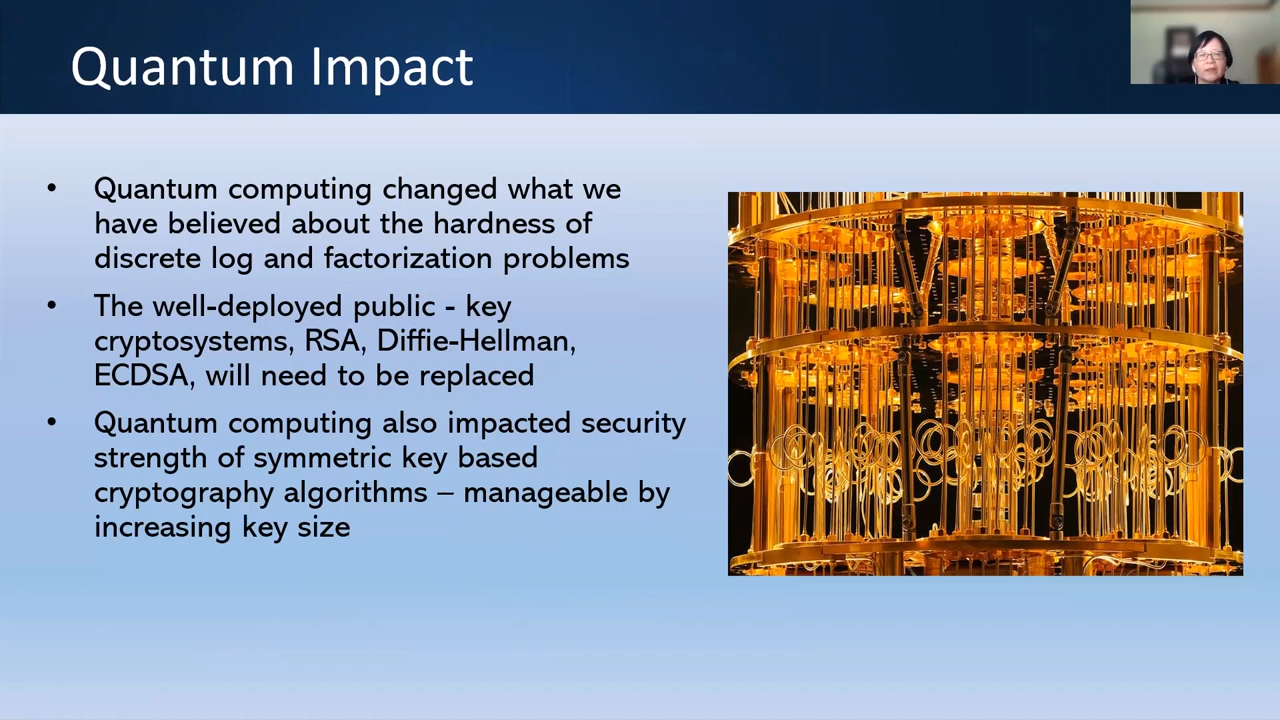 Quantum Impact
• Quantum computing changed what we
have believed about the hardness of
discrete log and factorization problems
• The well-deployed public - key
cryptosystems, RSA, Diffie-Hellman,
ECDSA, will need to be replaced
• Quantum computing also impacted security
strength of symmetric key based
cryptography algorithms – manageable by
increasing key size